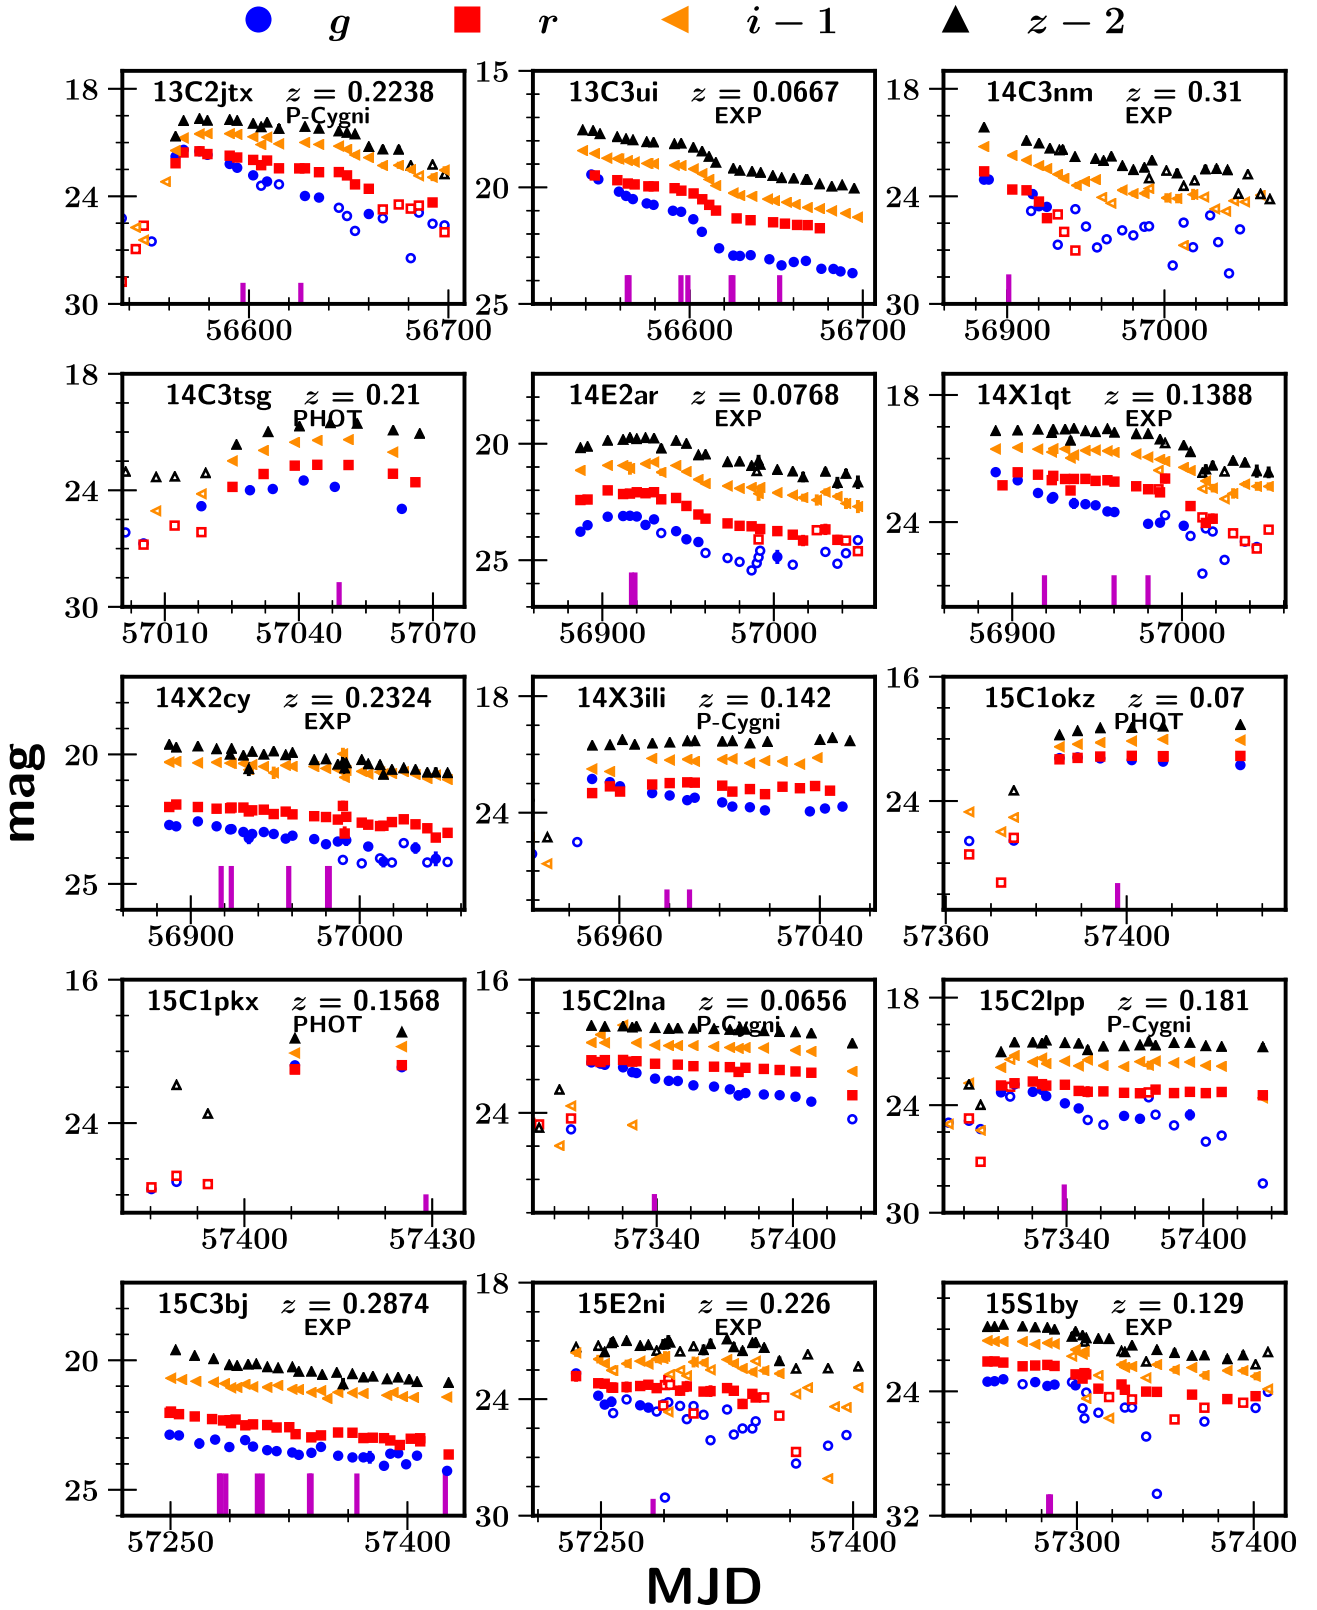 g r i − 1 z − 2
13C2jtx z = 0.2238
P-Cygni
18
24
30
56600 56700
13C3ui z = 0.0667
EXP
15
20
25
56600 56700
14C3nm z = 0.31
EXP
18
24
30
56900 57000
14C3tsg z = 0.21
PHOT
18
24
30
57010 57040 57070
14E2ar z = 0.0768
EXP
20
25
56900 57000
14X1qt z = 0.1388
EXP
18
24
56900 57000
14X2cy z = 0.2324
EXP
20
25
56900 57000
14X3ili z = 0.142
P-Cygni
18
24
56960 57040
15C1okz z = 0.07
PHOT
16
24
57360 57400
15C1pkx z = 0.1568
PHOT
16
24
57400 57430
15C2lna z = 0.0656
P-Cygni
16
24
57340 57400
15C2lpp z = 0.181
P-Cygni
18
24
30
57340 57400
15C3bj z = 0.2874
EXP
20
25
57250 57400
15E2ni z = 0.226
EXP
18
24
30
57250 57400
15S1by z = 0.129
EXP
24
32
57300 57400
mag
MJD